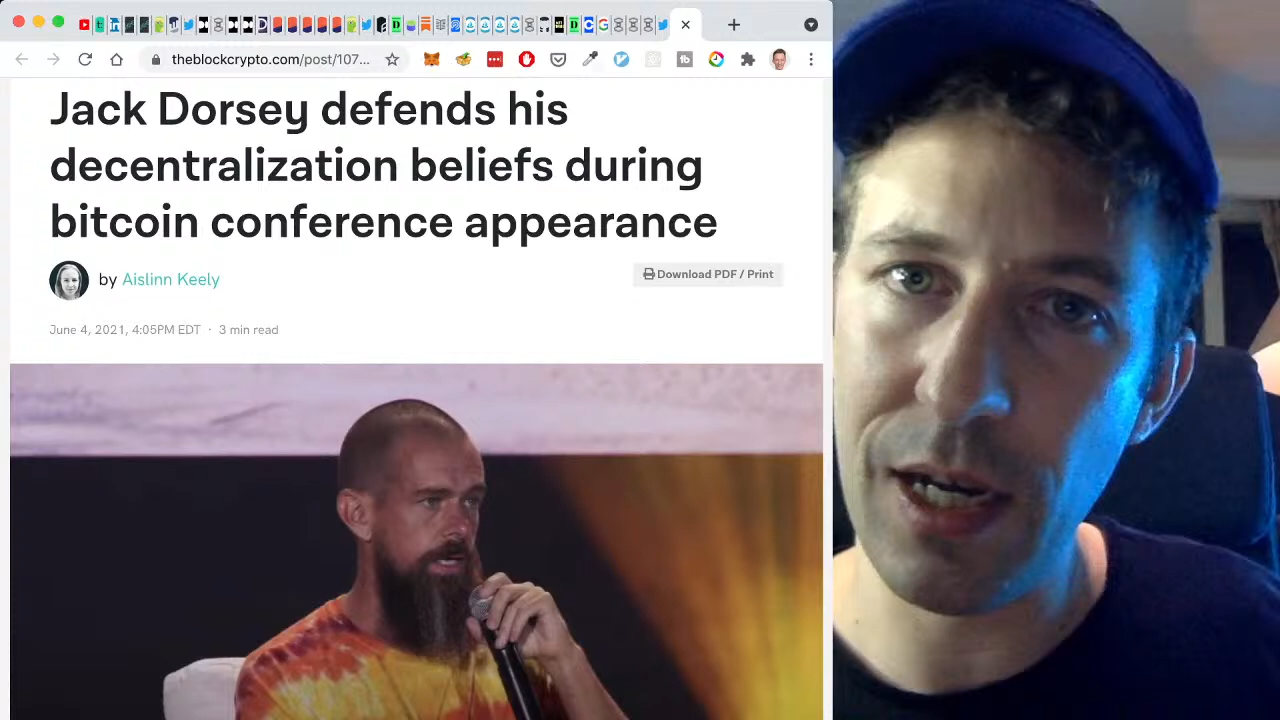 theblockcrypto.com/post/107...
Jack Dorsey defends his
decentralization beliefs during
bitcoin conference appearance
by Aislinn Keely
Download PDF / Print
June 4, 2021, 4:05PM EDT · 3 min read